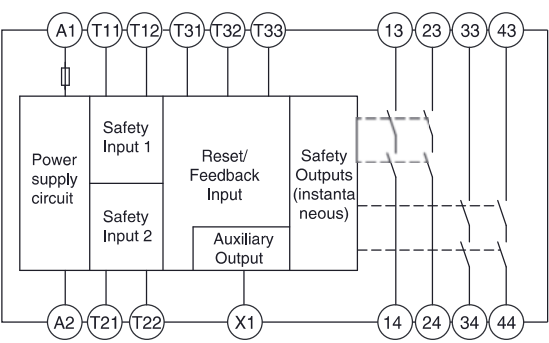 A1 T11 T12 T31 T32 T33 13 23 33 43
Power
supply
circuit
Safety
Input 1
Safety
Input 2
Reset/
Feedback
Input
Auxiliary
Output
Safety
Outputs
(instanta
neous)
A2 T21 T22 X1 14 24 34 44